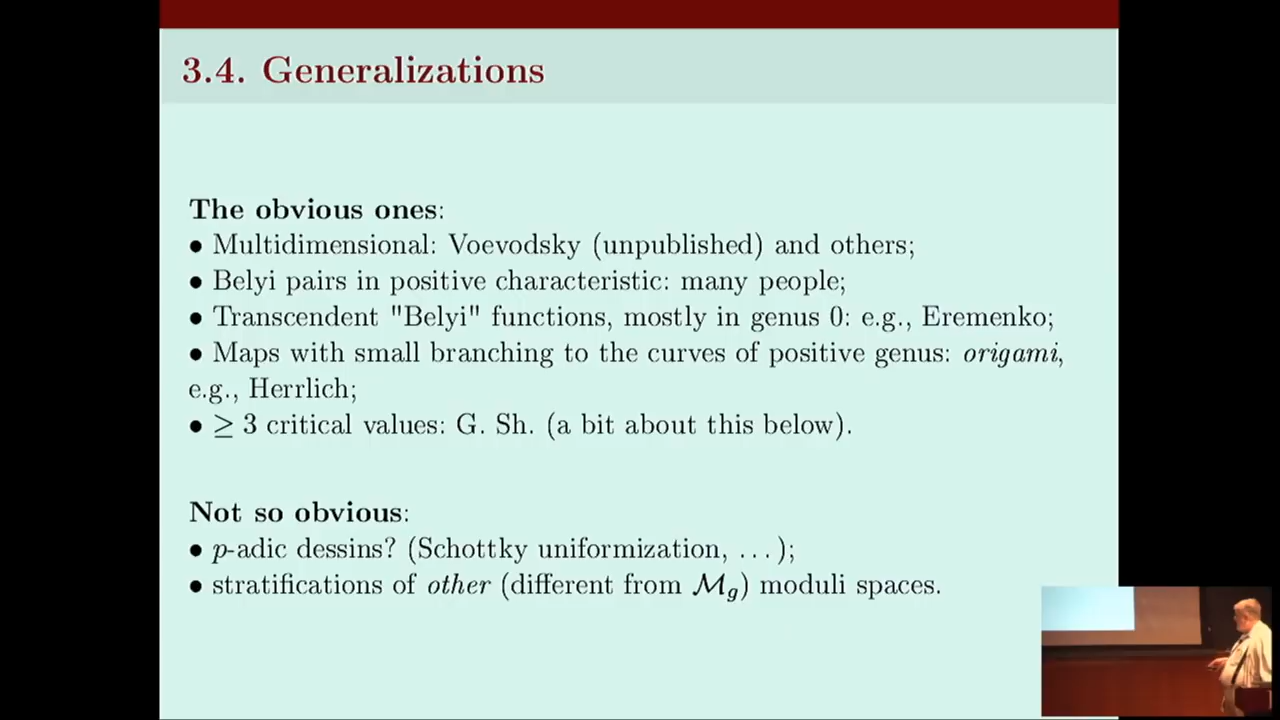 3.4. Generalizations
The obvious ones:
• Multidimensional: Voevodsky (unpublished) and others;
• Belyi pairs in positive characteristic: many people;
• Transcendent "Belyi" functions, mostly in genus 0: e.g., Eremenko;
• Maps with small branching to the curves of positive genus: origami,
e.g., Herrlich;
• ≥ 3 critical values: G. Sh. (a bit about this below).
Not so obvious:
• p-adic dessins? (Schottky uniformization, ...);
• stratifications of other (different from ℳg) moduli spaces.